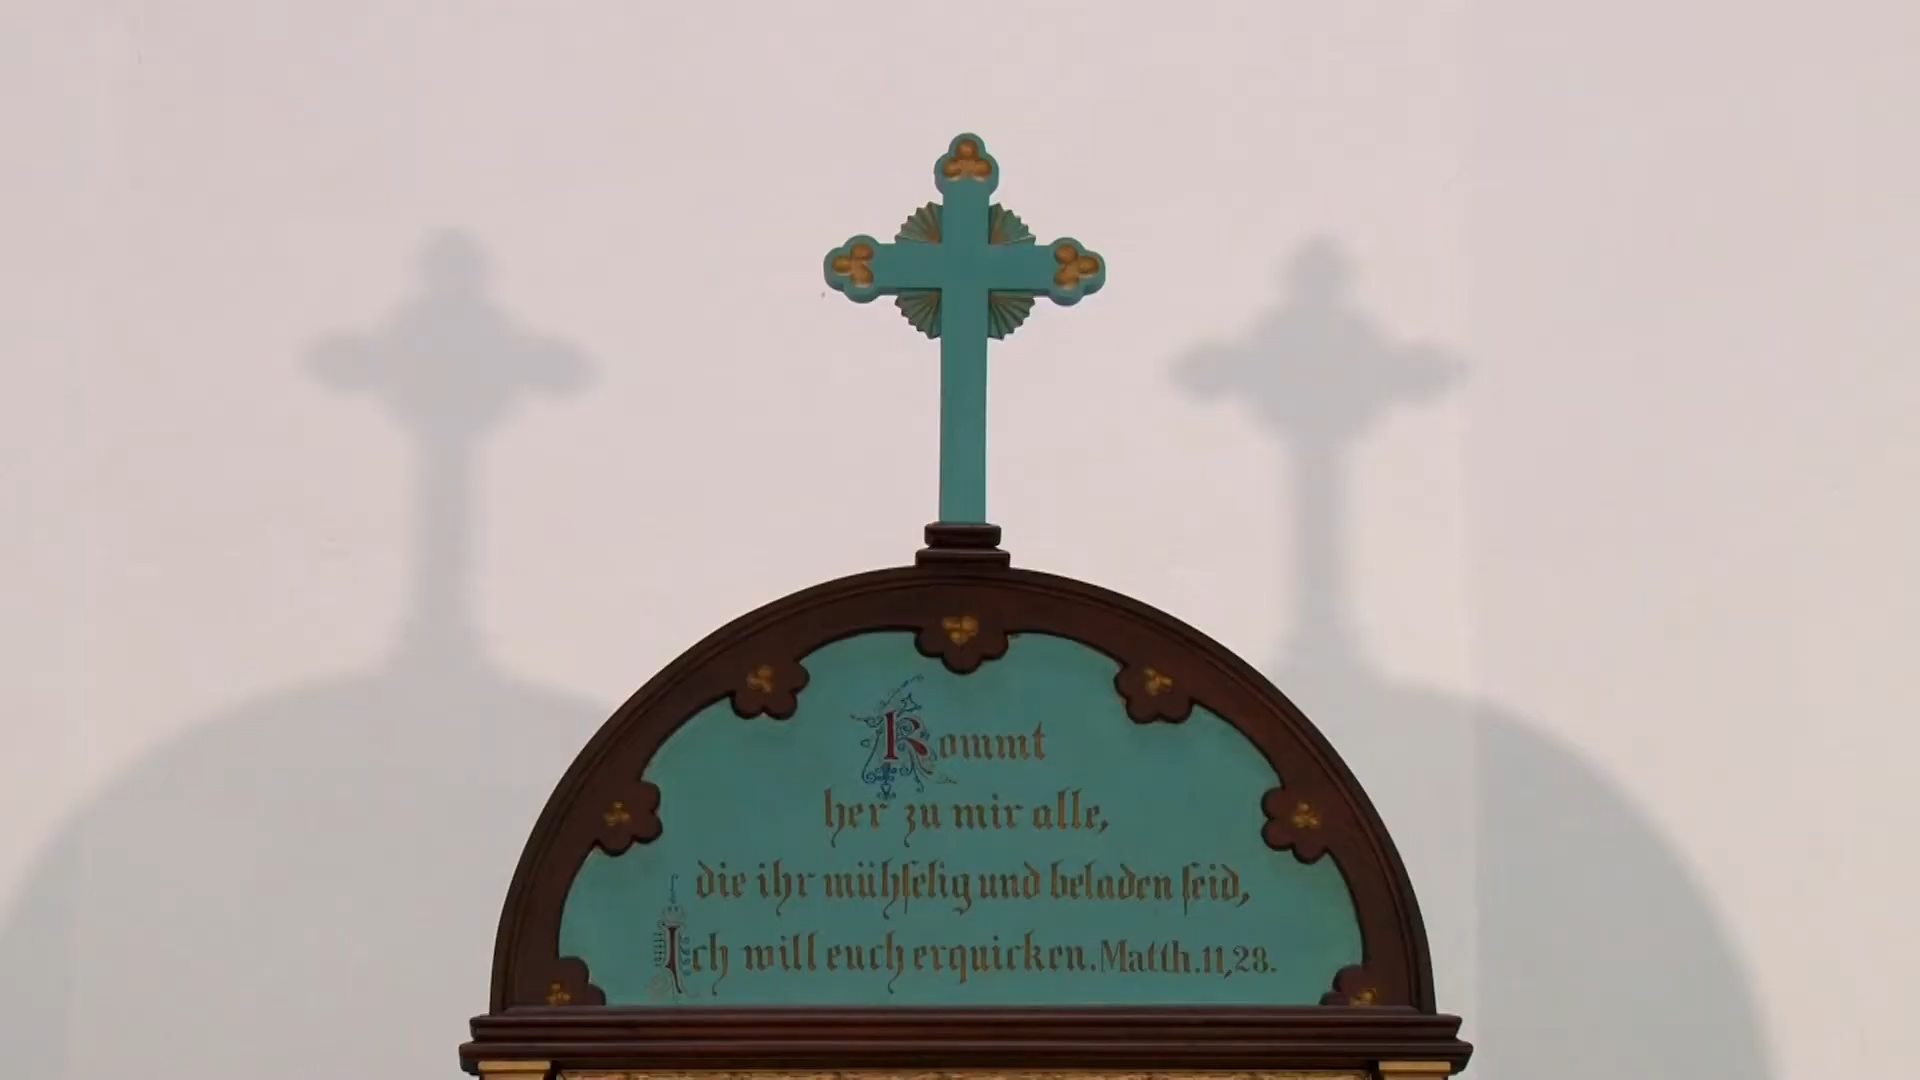 Kommt
her zu mir alle,
die ihr mühſelig und beladen ſeid,
Ich will euch erquicken. Matth. 11,28.